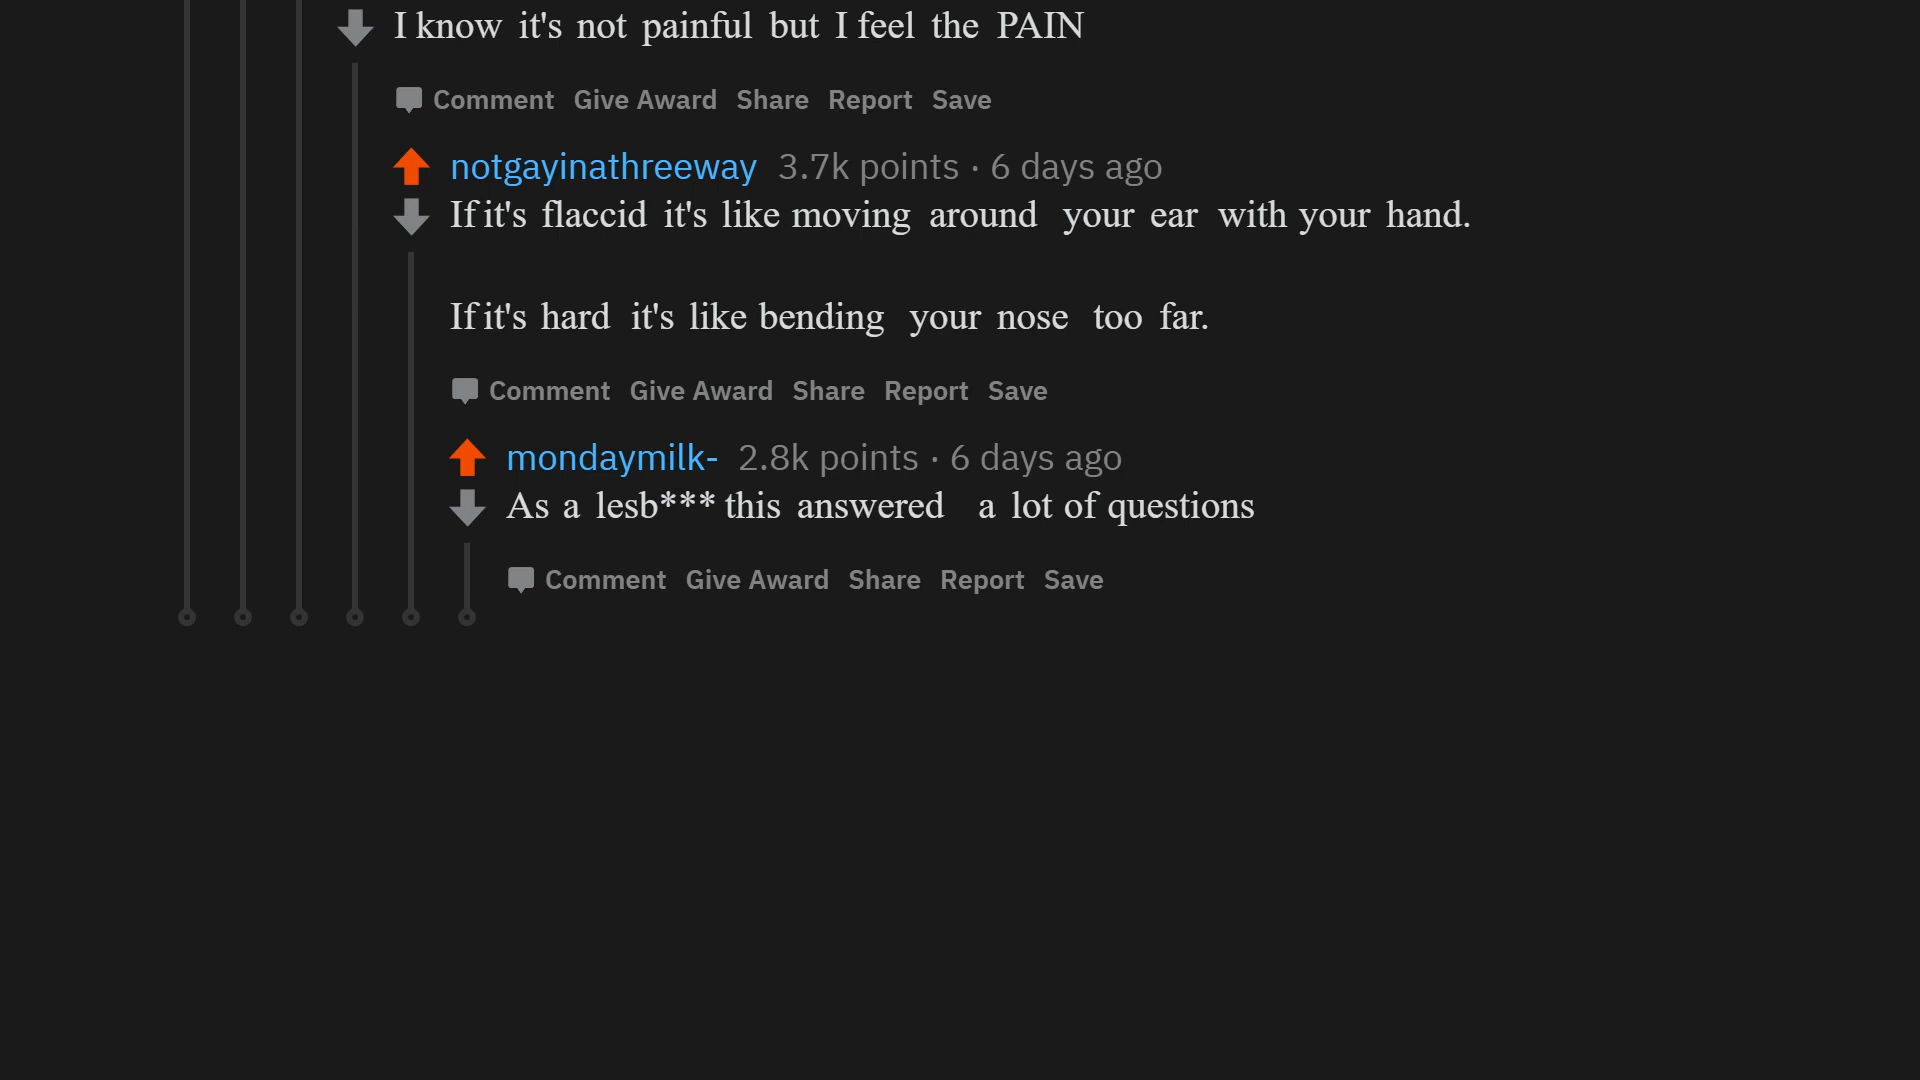 I know it's not painful but I feel the PAIN
Comment Give Award Share Report Save
notgayinathreeway 3.7k points · 6 days ago
If it's flaccid it's like moving around your ear with your hand.
If it's hard it's like bending your nose too far.
Comment Give Award Share Report Save
mondaymilk- 2.8k points · 6 days ago
As a lesb*** this answered a lot of questions
Comment Give Award Share Report Save